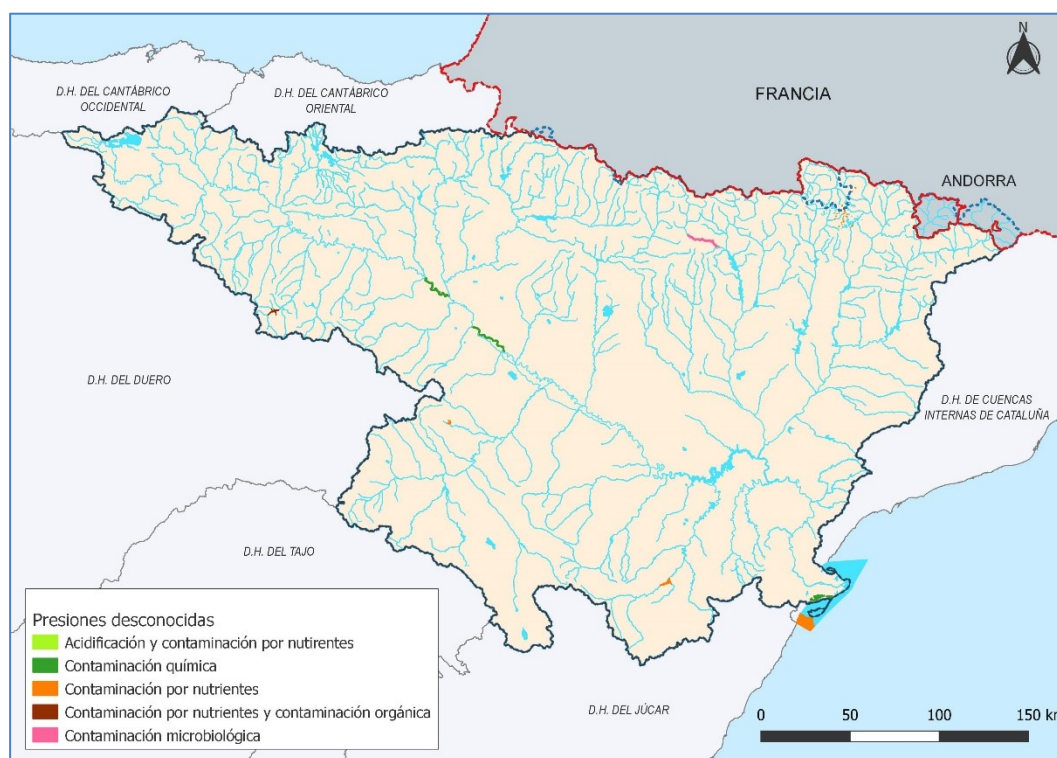 N
D.H. DEL CANTÁBRICO
OCCIDENTAL
D.H. DEL CANTÁBRICO
ORIENTAL
FRANCIA
ANDORRA
D.H. DEL DUERO
D.H. DE CUENCAS
INTERNAS DE CATALUÑA
D.H. DEL TAJO
D.H. DEL JÚCAR
Presiones desconocidas
Acidificación y contaminación por nutirentes
Contaminación química
Contaminación por nutrientes
Contaminación por nutrientes y contaminación orgánica
Contaminación microbiológica
0 50 100 150 km